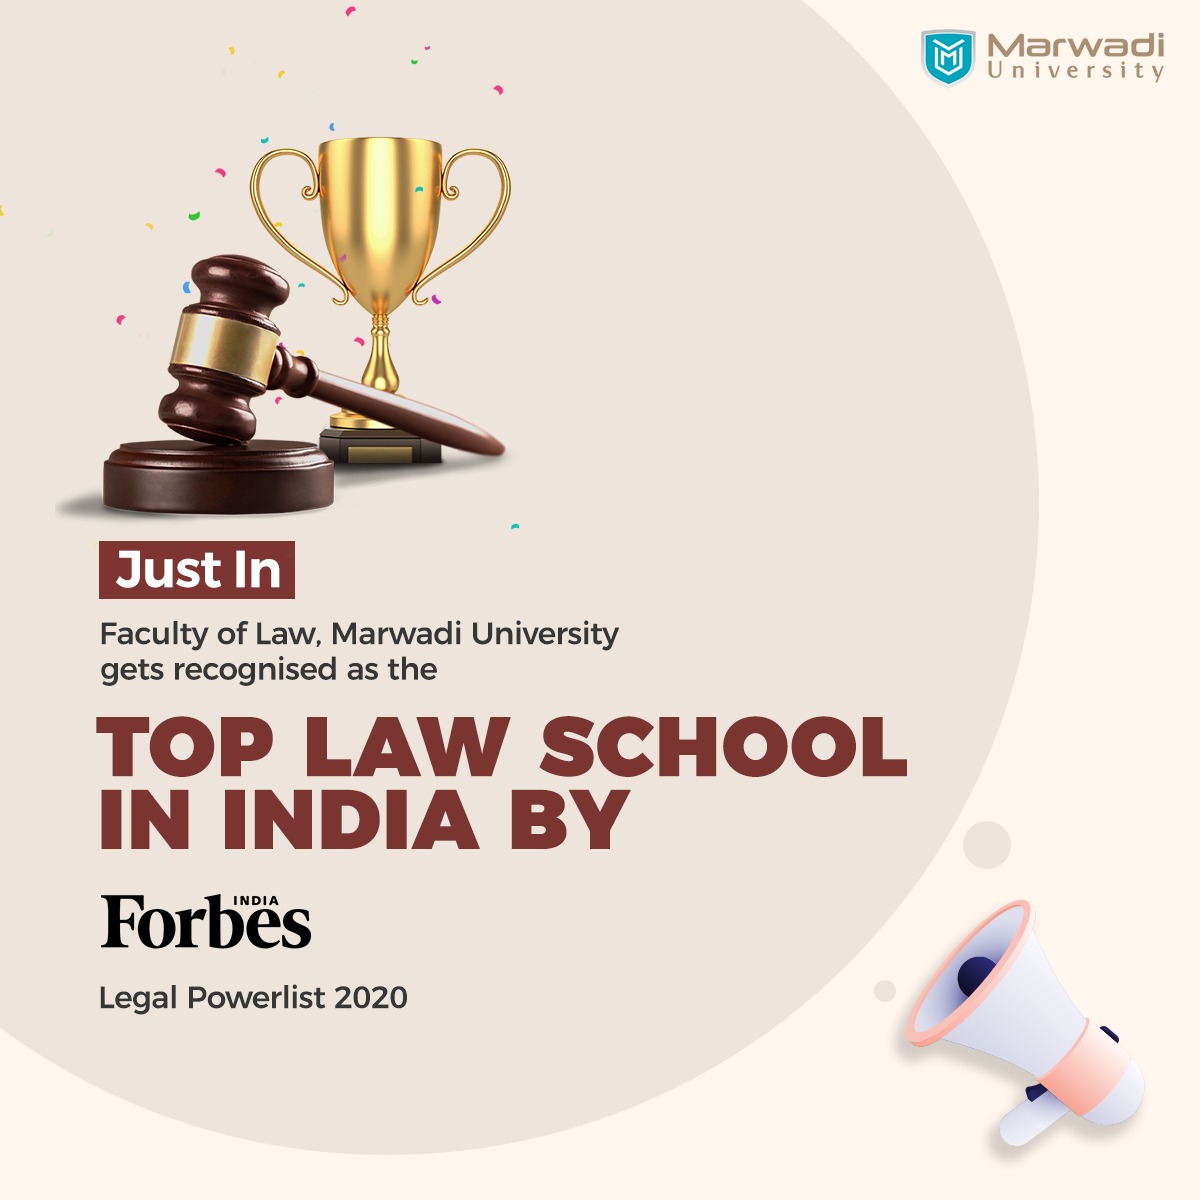 Marwadi
University
Just In
Faculty of Law, Marwadi University
gets recognised as the
TOP LAW SCHOOL
IN INDIA BY
Forbes INDIA
Legal Powerlist 2020